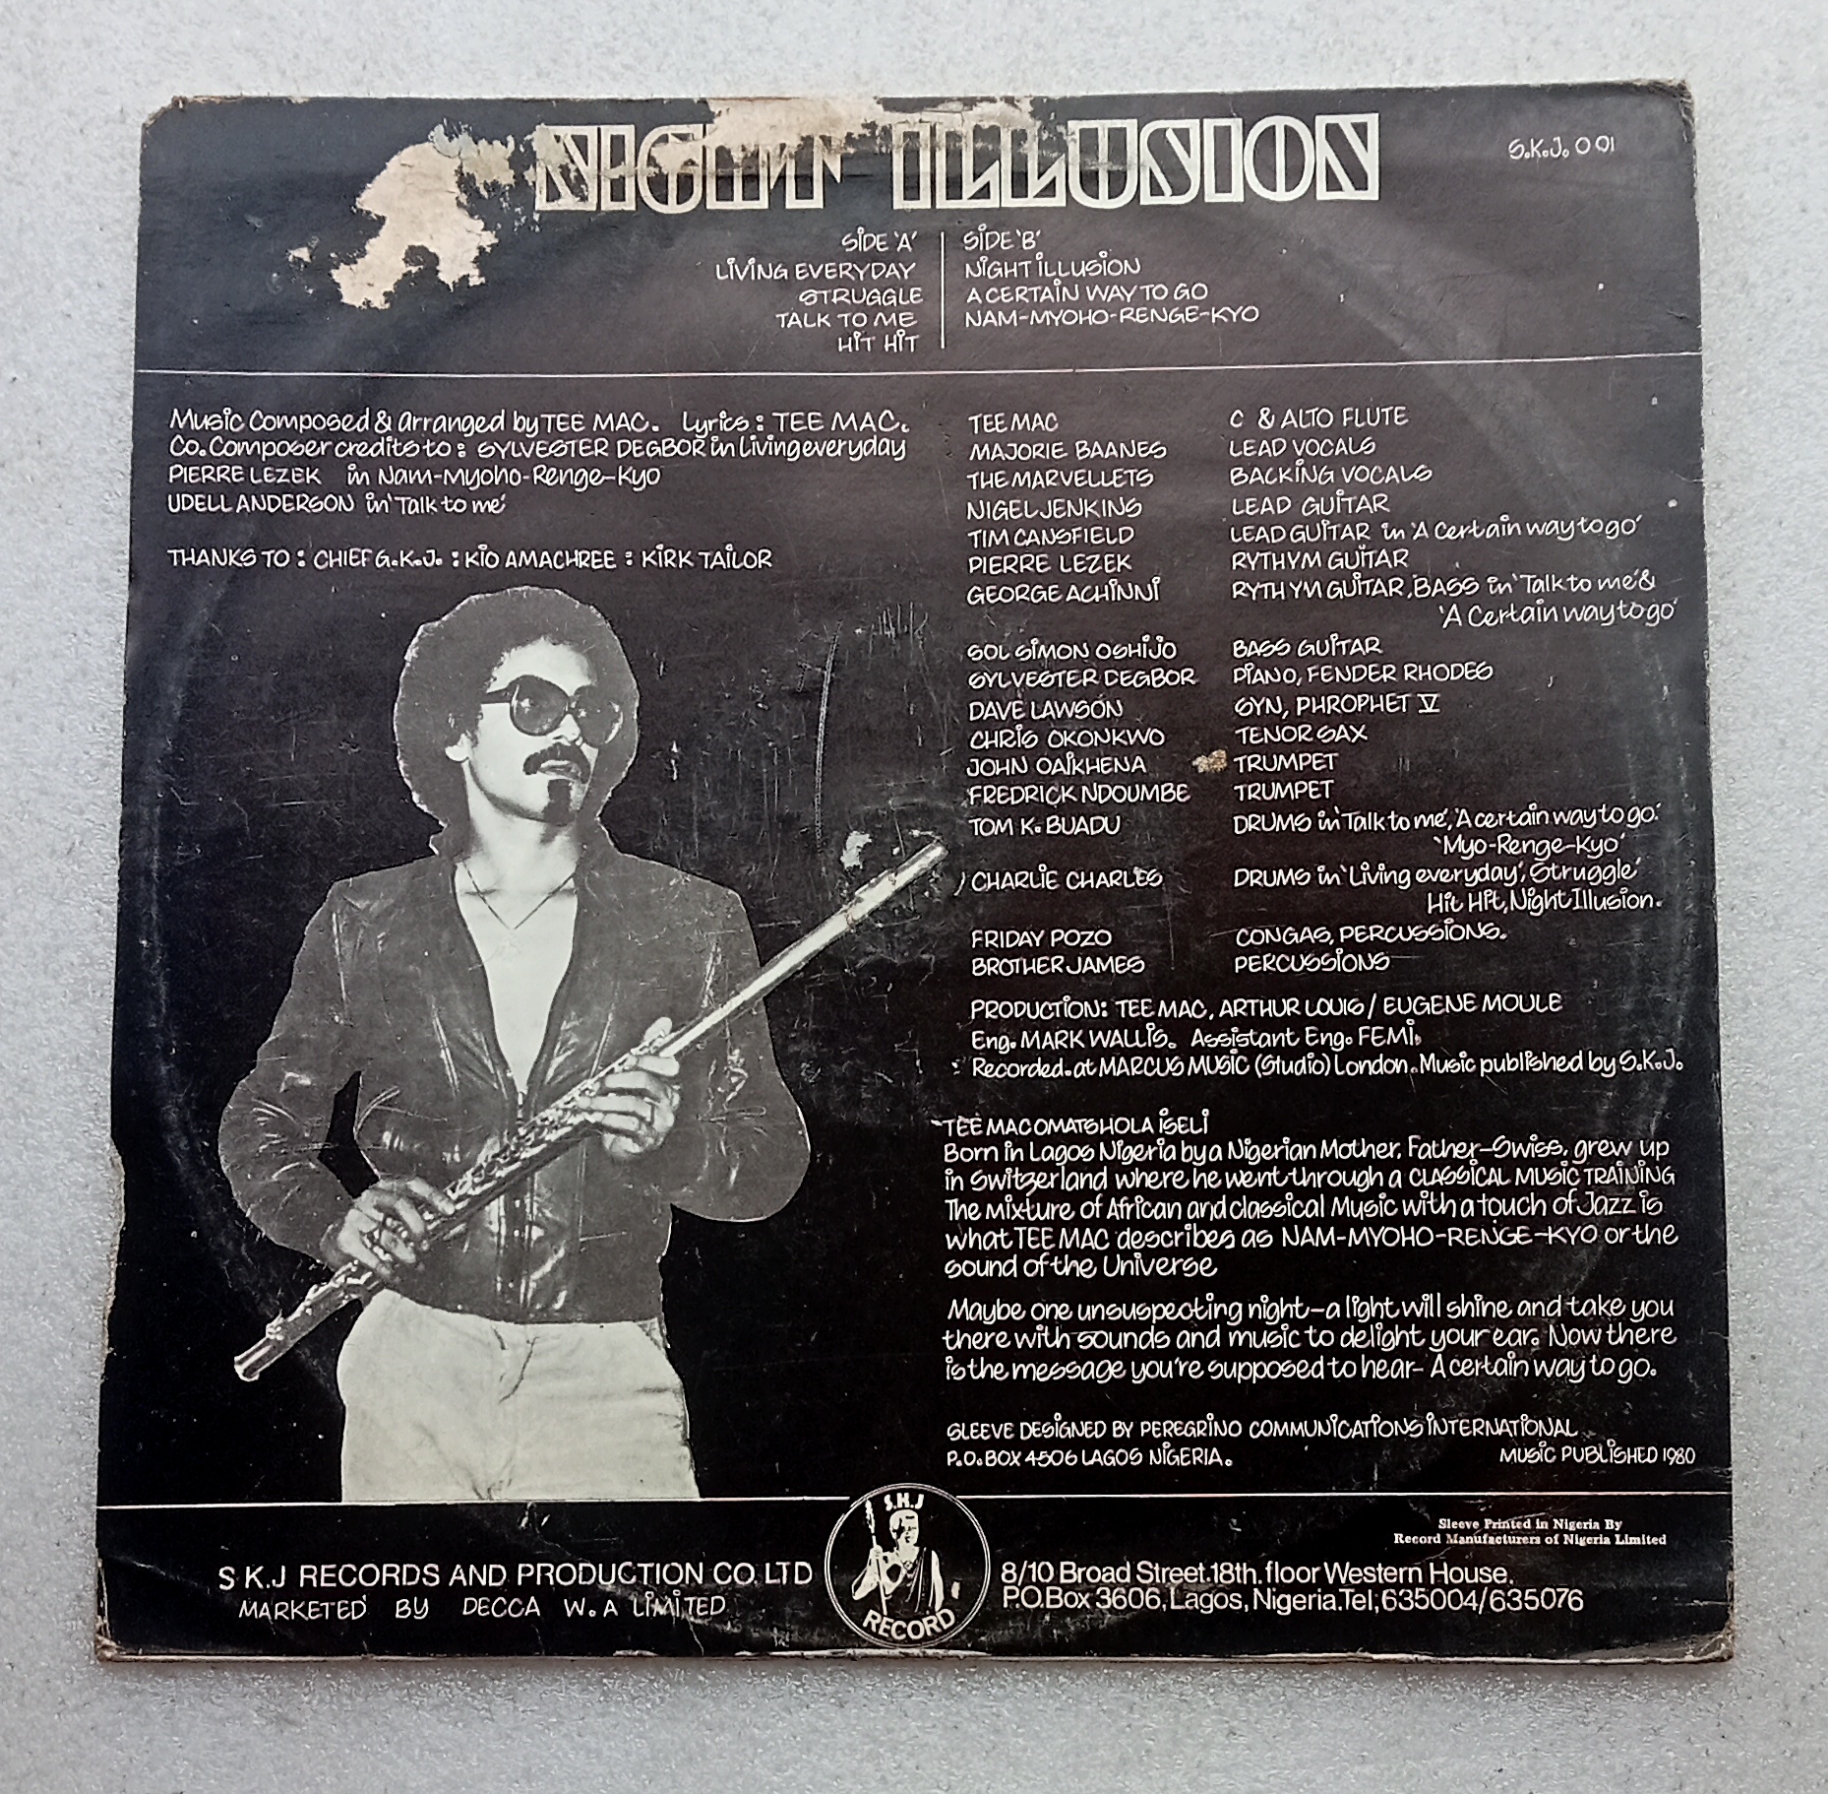 NIGHT ILLUSION
S.K.J. 001
SIDE 'A'
LIVING EVERYDAY
STRUGGLE
TALK TO ME
HIT HIT
SIDE 'B'
NIGHT ILLUSION
A CERTAIN WAY TO GO
NAM-MYOHO-RENGE-KYO
Music Composed & arranged by TEE MAC. Lyrics: TEE MAC.
Co. Composer credits to: SYLVESTER DEGBOR in Living everyday
PIERRE LEZEK in Nam-Myoho-Renge-Kyo
UDELL ANDERSON in 'Talk to me'
THANKS TO: CHIEF G.K.J.: KIO AMACHREE: KIRK TAILOR
TEE MAC C & ALTO FLUTE
MAJORIE BAANES LEAD VOCALS
THE MARVELLETS BACKING VOCALS
NIGEL JENKINS LEAD GUITAR
TIM CANSFIELD LEAD GUITAR in 'A Certain way to go'
PIERRE LEZEK RYTHYM GUITAR
GEORGE ACHINNI RYTHYM GUITAR, BASS in 'Talk to me' &
'A Certain way to go'
SOL SIMON OSHIJO BASS GUITAR
SYLVESTER DEGBOR PIANO, FENDER RHODES
DAVE LAWSON SYN, PHROPHET V
CHRIS OKONKWO TENOR SAX
JOHN OAIKHENA TRUMPET
FREDRICK NDOUMBE TRUMPET
TOM K. BUADU DRUMS in 'Talk to me', 'A certain way to go.'
'Myo-Renge-Kyo'
CHARLIE CHARLES DRUMS in 'Living everyday', Struggle'
Hit Hit, Night Illusion.
FRIDAY POZO CONGAS, PERCUSSIONS.
BROTHER JAMES PERCUSSIONS
PRODUCTION: TEE MAC, ARTHUR LOUIS / EUGENE MOULE
Eng. MARK WALLIS. Assistant Eng. FEMI.
Recorded. at MARCUS MUSIC (Studio) London. Music published by S.K.J.
TEE MAC OMATSHOLA ISELI
Born in Lagos Nigeria by a Nigerian Mother. Father-Swiss. grew up
in Switzerland where he went through a CLASSICAL MUSIC TRAINING
The mixture of African and classical Music with a touch of Jazz is
what TEE MAC describes as NAM-MYOHO-RENGE-KYO or the
sound of the Universe
Maybe one unsuspecting night-a light will shine and take you
there with sounds and music to delight your ear. Now there
is the message you're supposed to hear- A certain way to go.
SLEEVE DESIGNED BY PEREGRINO COMMUNICATIONS INTERNATIONAL
P.O. BOX 4506 LAGOS NIGERIA. MUSIC PUBLISHED 1980
Sleeve Printed in Nigeria By
Record Manufacturers of Nigeria Limited
S K.J RECORDS AND PRODUCTION CO. LTD
MARKETED BY DECCA W.A LIMITED
S.K.J
RECORD
8/10 Broad Street.18th.floor Western House.
P.O.Box 3606, Lagos, Nigeria.Tel;635004/635076